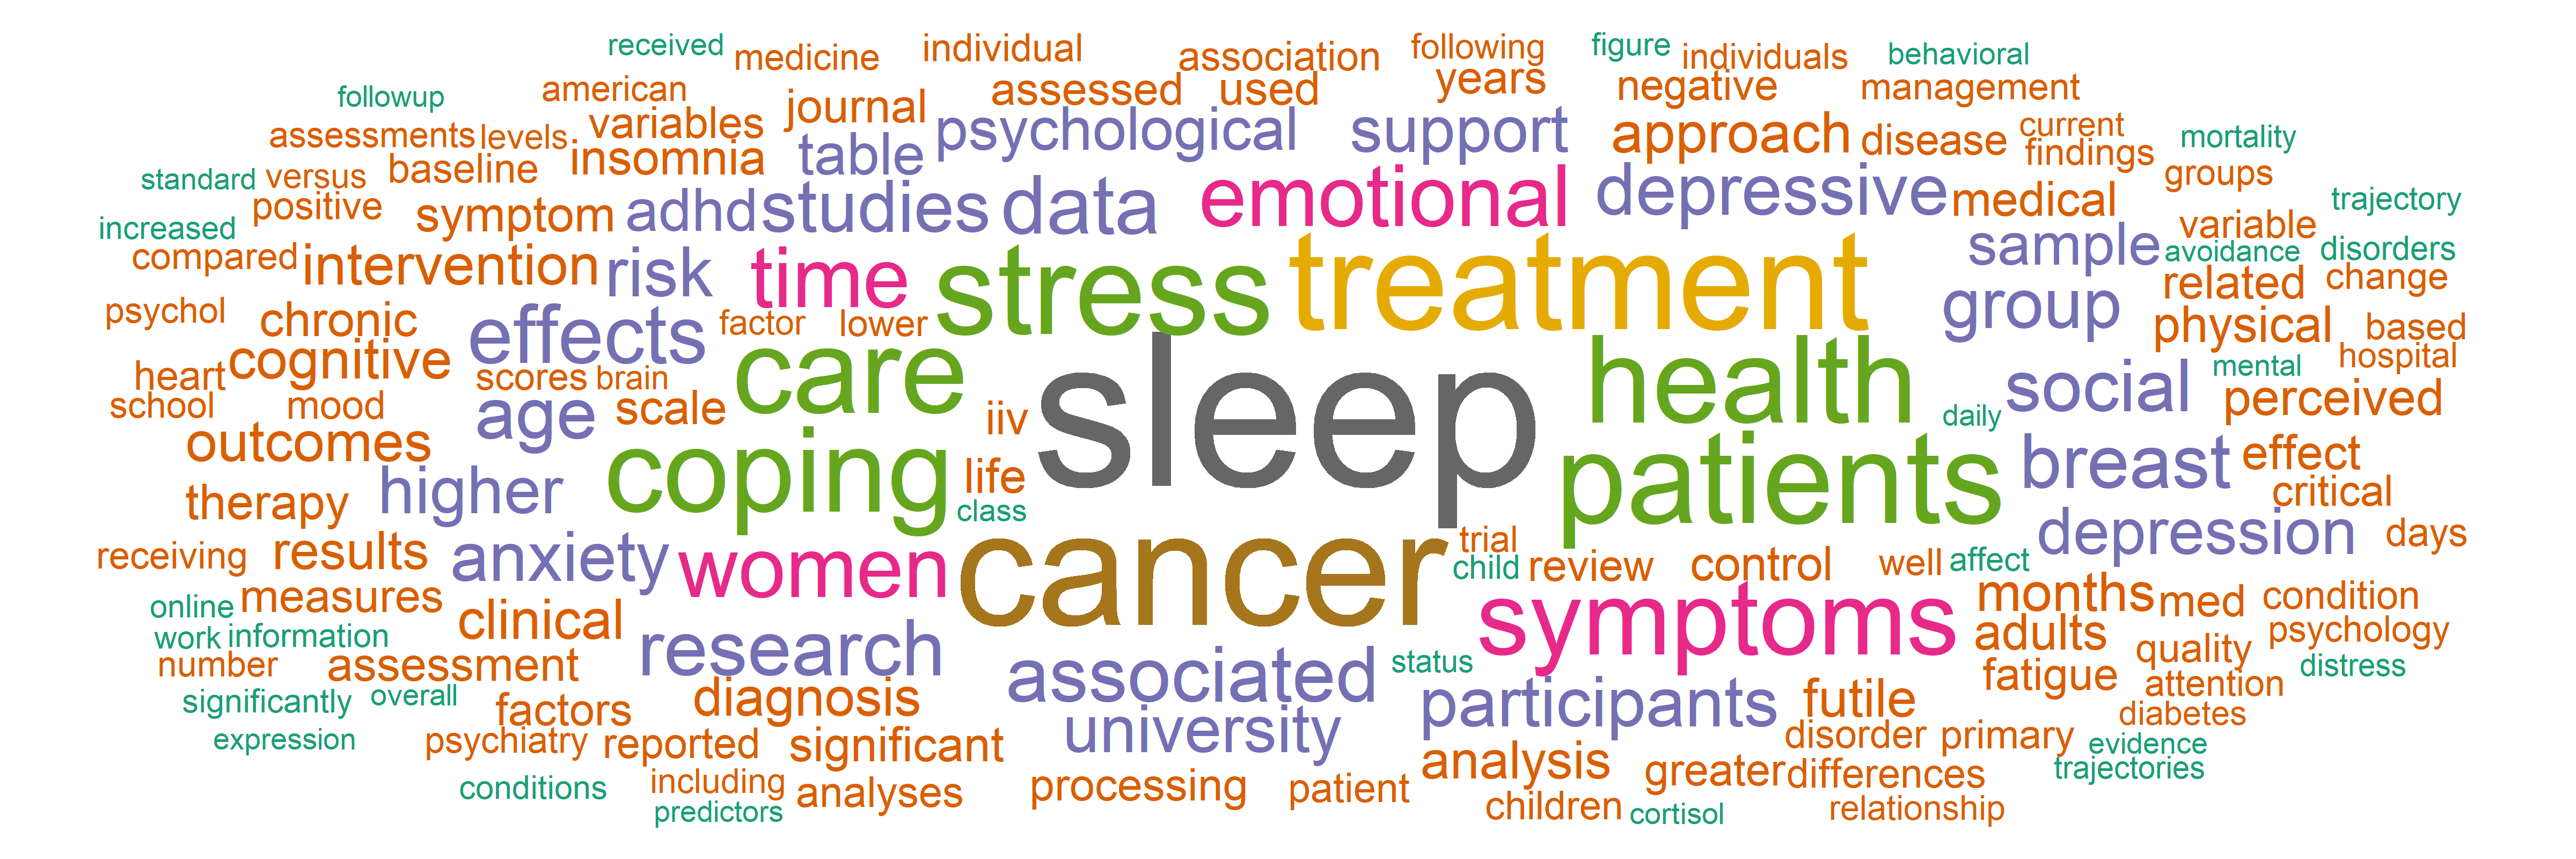 received medicine individual association following figure individuals behavioral
followup american journal assessed used years negative management
assessments levels variables psychological support approach disease current mortality
standard versus baseline insomnia table findings groups
increased positive symptom adhd studies data emotional depressive medical variable trajectory
compared intervention risk time stress treatment sample avoidance disorders
psychol chronic effects factor lower group related change
heart cognitive scores brain care sleep health physical based
school mood age scale iiv daily social mental hospital
outcomes coping life patients breast perceived effect
therapy higher class critical
receiving results anxiety women cancer trial depression days
online measures child review control well affect
work information clinical research symptoms months med condition
number assessment associated status adults quality psychology
significantly overall factors diagnosis university participants futile fatigue attention distress
expression psychiatry reported significant analysis disorder primary diabetes evidence
conditions including analyses processing patient greater differences trajectories
predictors children cortisol relationship